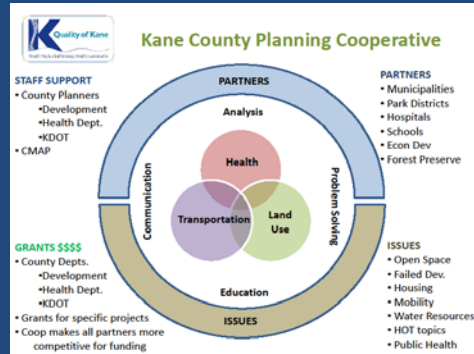 Quality of Kane
Kane County Planning Cooperative
STAFF SUPPORT
• County Planners
•Development
•Health Dept.
•KDOT
• CMAP
PARTNERS
Analysis
Communication
Problem Solving
Health
Transportation
Land
Use
Education
ISSUES
PARTNERS
• Municipalities
• Park Districts
• Hospitals
• Schools
• Econ Dev
• Forest Preserve
GRANTS $$$$
• County Depts.
•Development
•Health Dept.
•KDOT
• Grants for specific projects
• Coop makes all partners more
competitive for funding
ISSUES
• Open Space
• Failed Dev.
• Housing
• Mobility
• Water Resources
• HOT topics
• Public Health